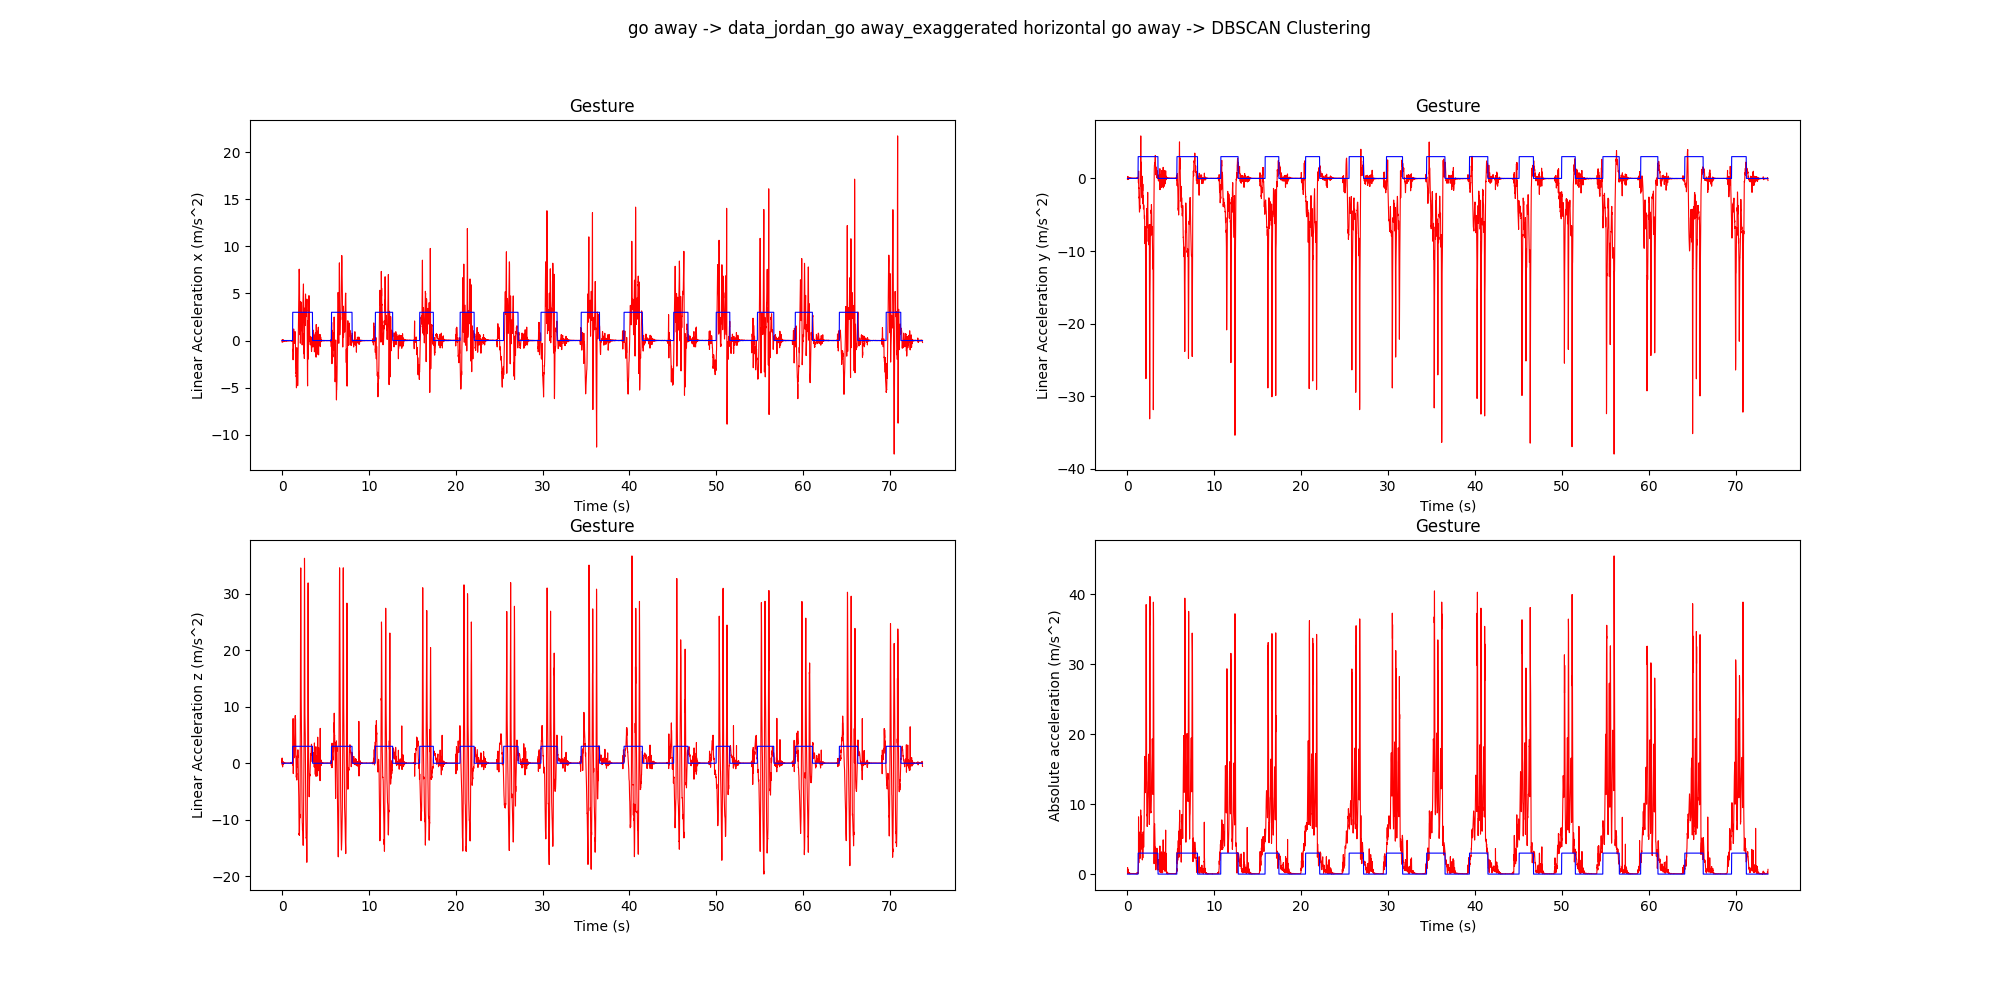 go away -> data_jordan_go away_exaggerated horizontal go away -> DBSCAN Clustering
Gesture
Linear Acceleration x (m/s^2)
20
15
10
5
0
−5
−10
0 10 20 30 40 50 60 70
Time (s)
Gesture
Linear Acceleration y (m/s^2)
0
−10
−20
−30
−40
0 10 20 30 40 50 60 70
Time (s)
Gesture
Linear Acceleration z (m/s^2)
30
20
10
0
−10
−20
0 10 20 30 40 50 60 70
Time (s)
Gesture
Absolute acceleration (m/s^2)
40
30
20
10
0
0 10 20 30 40 50 60 70
Time (s)